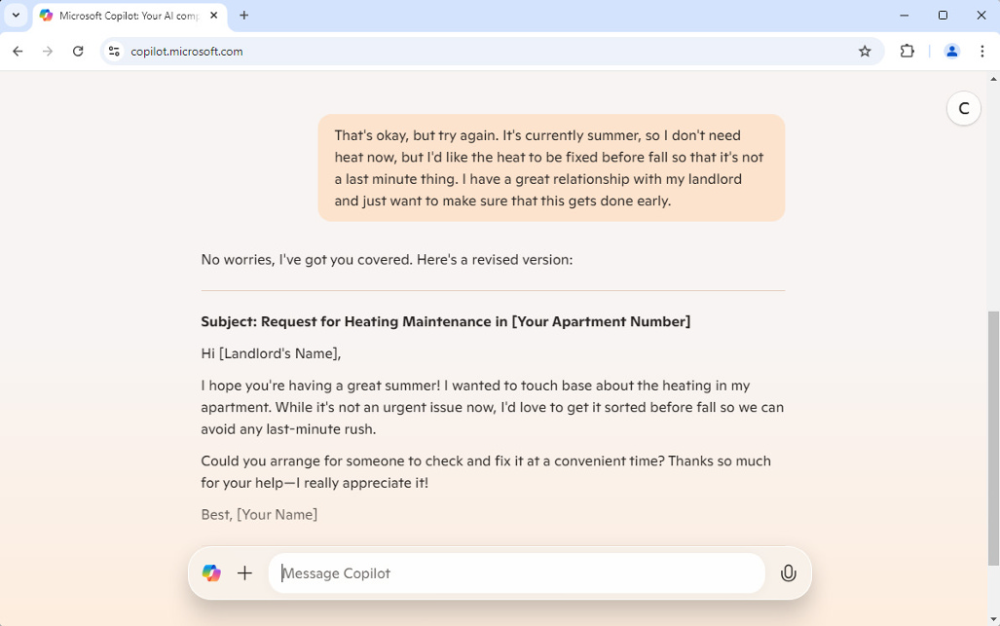 Microsoft Copilot: Your AI comp
copilot.microsoft.com
C
That's okay, but try again. It's currently summer, so I don't need
heat now, but I'd like the heat to be fixed before fall so that it's not
a last minute thing. I have a great relationship with my landlord
and just want to make sure that this gets done early.
No worries, I've got you covered. Here's a revised version:
Subject: Request for Heating Maintenance in [Your Apartment Number]
Hi [Landlord's Name],
I hope you're having a great summer! I wanted to touch base about the heating in my
apartment. While it's not an urgent issue now, I'd love to get it sorted before fall so we can
avoid any last-minute rush.
Could you arrange for someone to check and fix it at a convenient time? Thanks so much
for your help—I really appreciate it!
Best, [Your Name]
Message Copilot